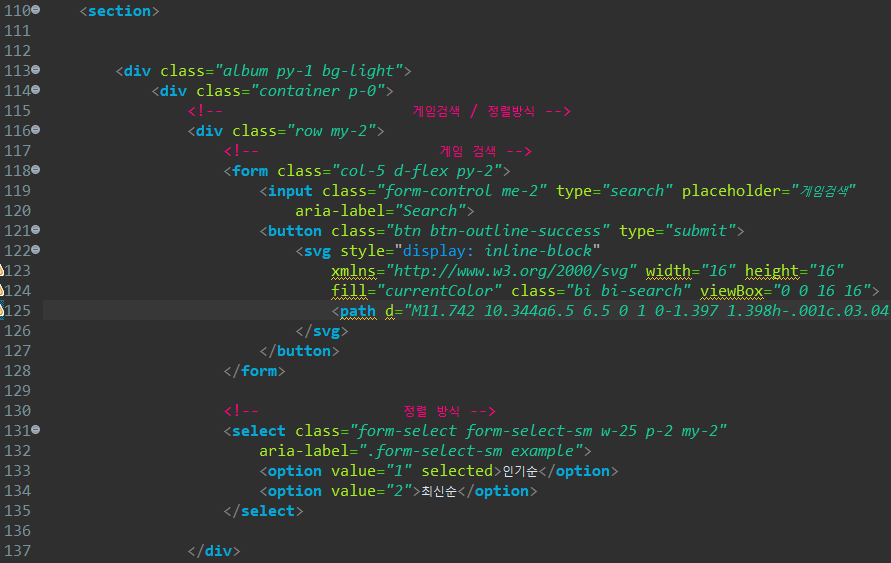 110 <section>
111
112
113 <div class="album py-1 bg-light">
114 <div class="container p-0">
115 <!-- 게임검색 / 정렬방식 -->
116 <div class="row my-2">
117 <!-- 게임 검색 -->
118 <form class="col-5 d-flex py-2">
119 <input class="form-control me-2" type="search" placeholder="게임검색"
120 aria-label="Search">
121 <button class="btn btn-outline-success" type="submit">
122 <svg style="display: inline-block"
123 xmlns="http://www.w3.org/2000/svg" width="16" height="16"
124 fill="currentColor" class="bi bi-search" viewBox="0 0 16 16">
125 <path d="M11.742 10.344a6.5 6.5 0 1 0-1.397 1.398h-.001c.03.04
126 </svg>
127 </button>
128 </form>
129
130 <!-- 정렬 방식 -->
131 <select class="form-select form-select-sm w-25 p-2 my-2"
132 aria-label=".form-select-sm example">
133 <option value="1" selected>인기순</option>
134 <option value="2">최신순</option>
135 </select>
136
137 </div>